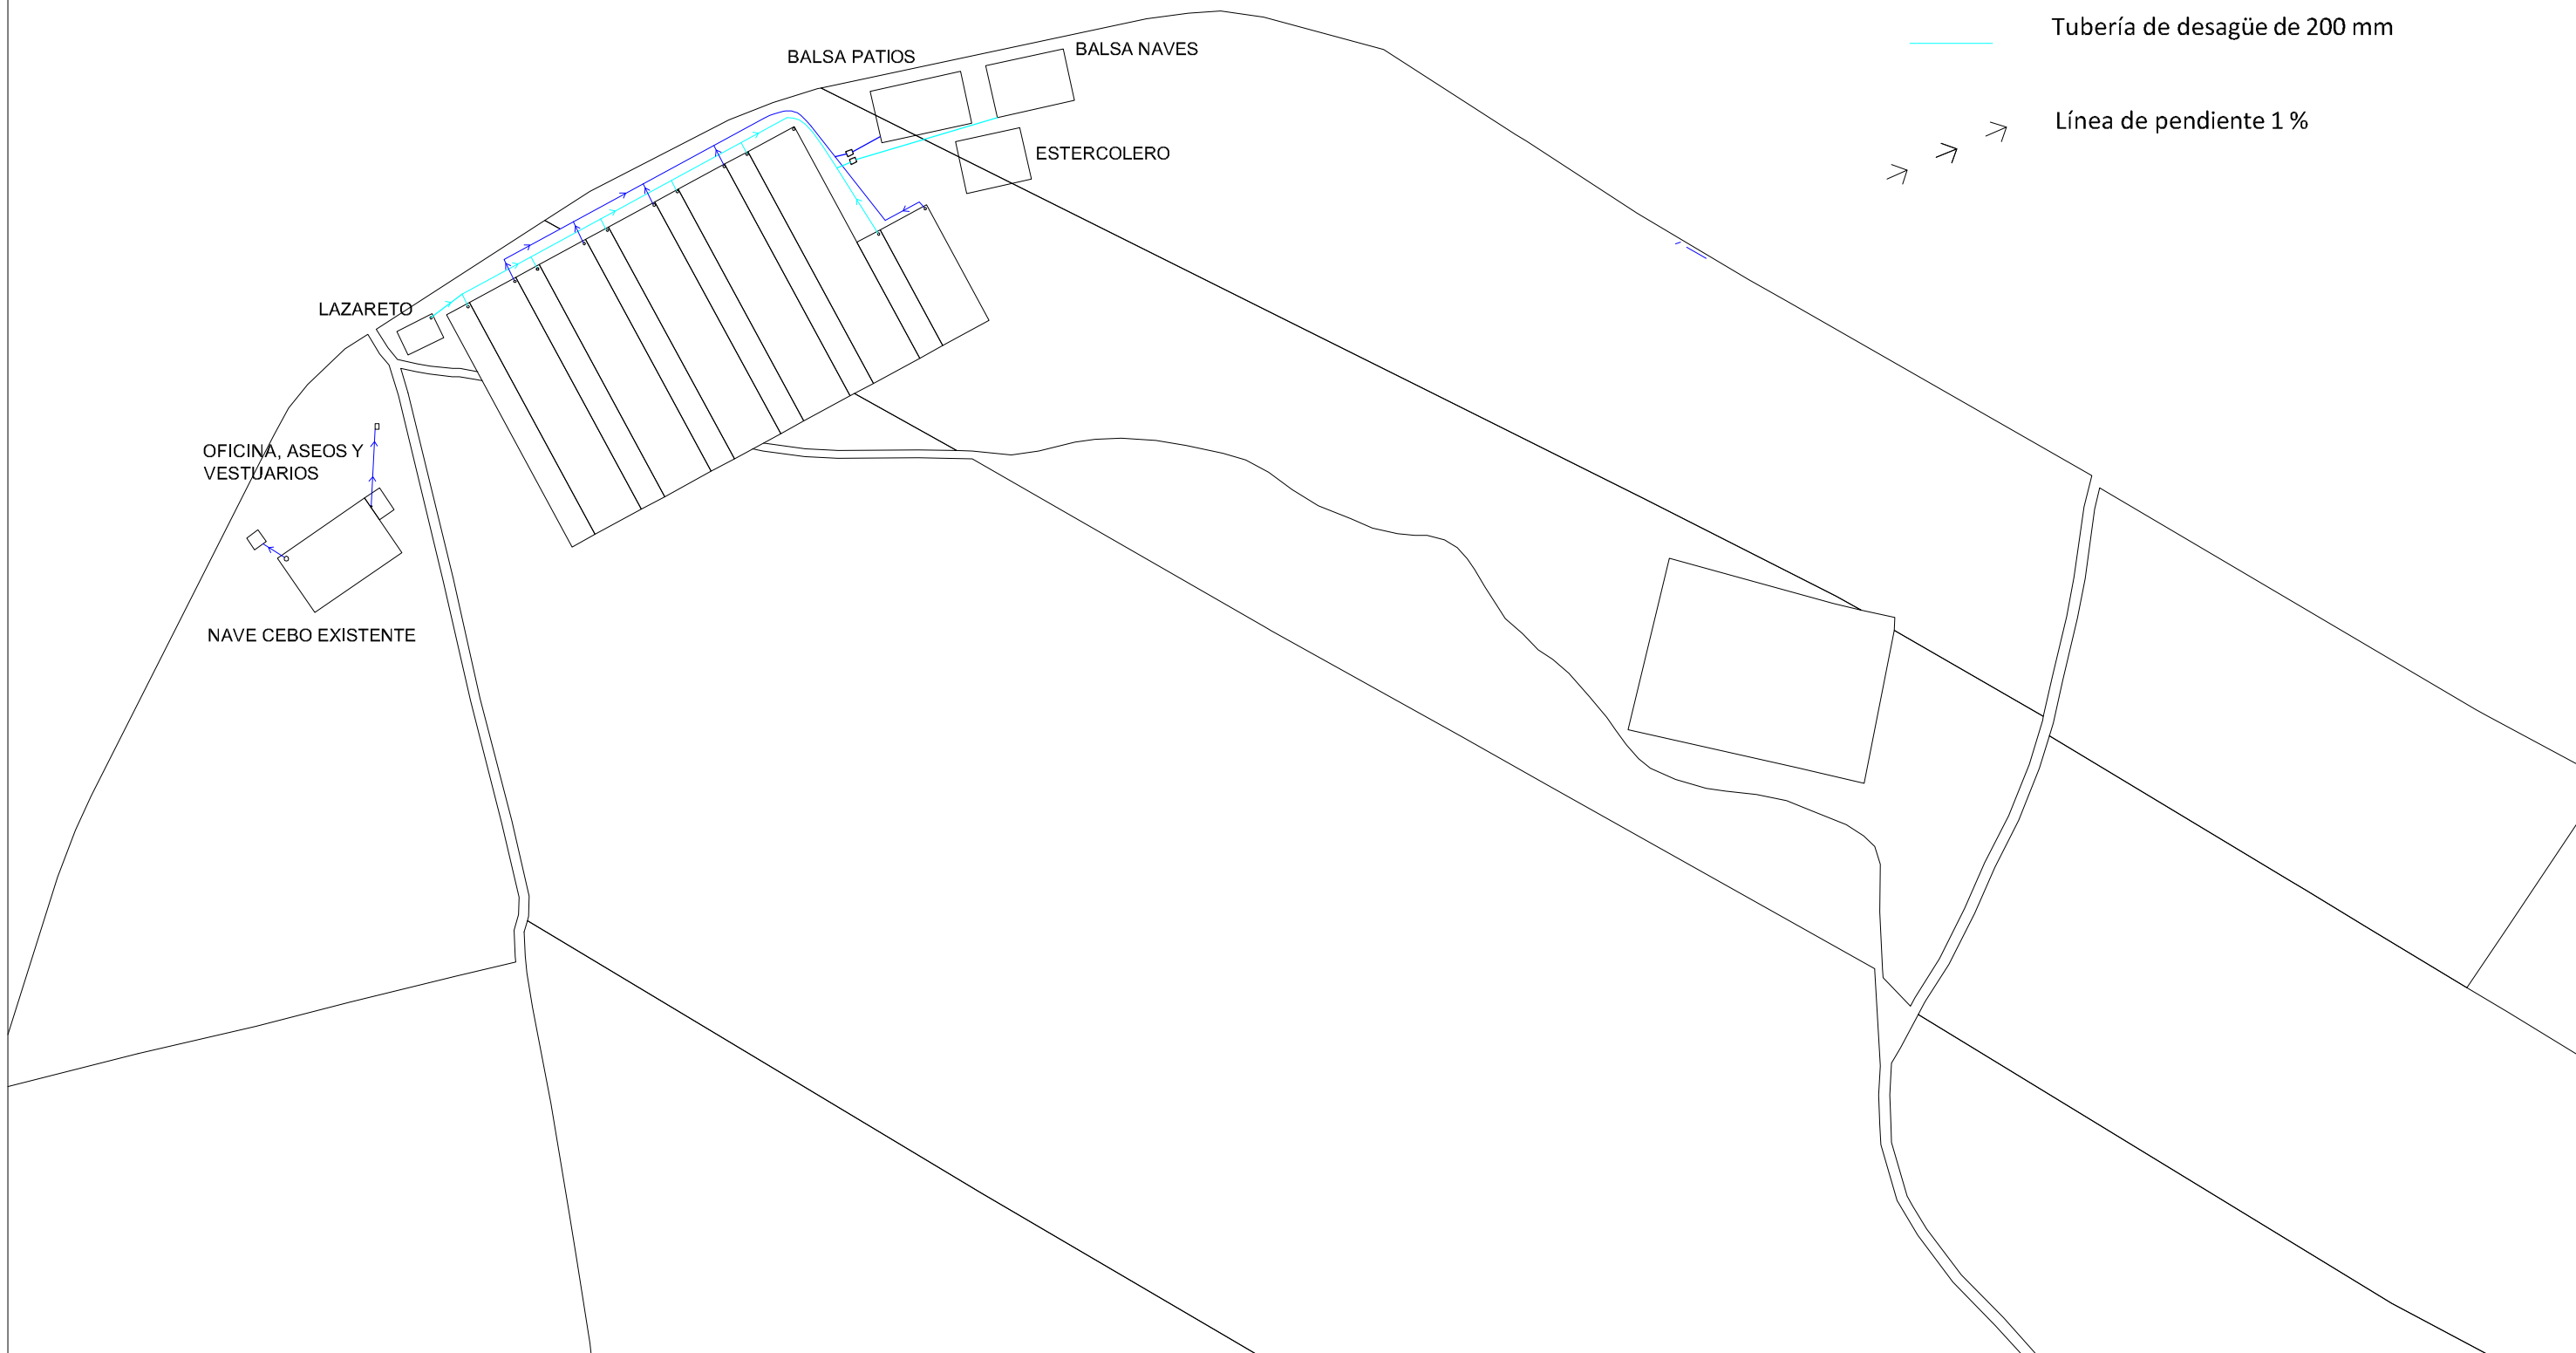 Tubería de desagüe de 200 mm
BALSA PATIOS
BALSA NAVES
Línea de pendiente 1 %
ESTERCOLERO
LAZARETO
OFICINA, ASEOS Y
VESTUARIOS
NAVE CEBO EXISTENTE